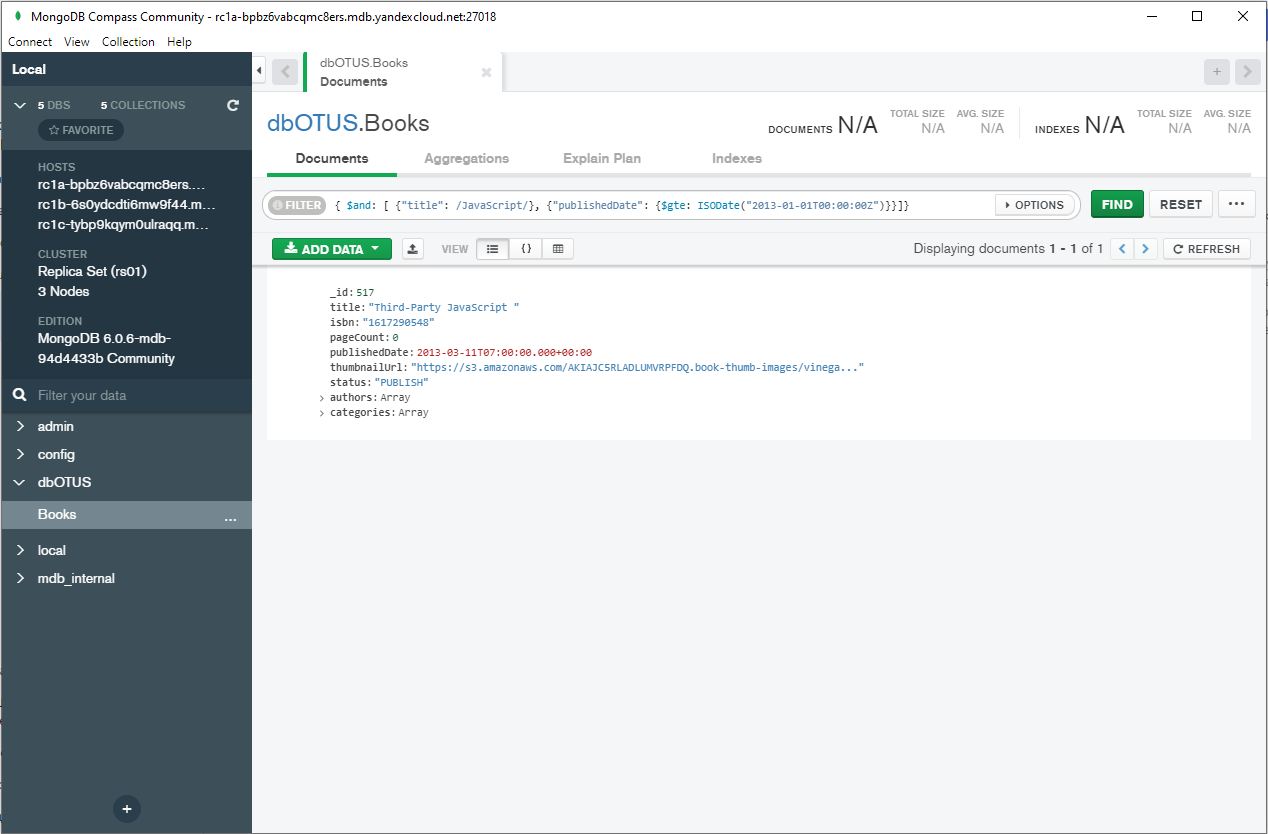 MongoDB Compass Community - rc1a-bpbz6vabcqmc8ers.mdb.yandexcloud.net:27018
Connect View Collection Help
Local
5 DBS 5 COLLECTIONS
FAVORITE
HOSTS
rc1a-bpbz6vabcqmc8ers....
rc1b-6s0ydcdti6mw9f44.m...
rc1c-tybp9kqym0ulraqq.m...
CLUSTER
Replica Set (rs01)
3 Nodes
EDITION
MongoDB 6.0.6-mdb-
94d4433b Community
Filter your data
admin
config
dbOTUS
Books ...
local
mdb_internal
+
dbOTUS.Books
Documents
dbOTUS.Books
DOCUMENTS N/A TOTAL SIZE N/A AVG. SIZE N/A INDEXES N/A TOTAL SIZE N/A AVG. SIZE N/A
Documents Aggregations Explain Plan Indexes
FILTER { $and: [ {"title": /JavaScript/}, {"publishedDate": {$gte: ISODate("2013-01-01T00:00:00Z")}}]} OPTIONS FIND RESET ...
ADD DATA VIEW { } Displaying documents 1 - 1 of 1 < > REFRESH
_id: 517
title: "Third-Party JavaScript "
isbn: "1617290548"
pageCount: 0
publishedDate: 2013-03-11T07:00:00.000+00:00
thumbnailUrl: "https://s3.amazonaws.com/AKIAJC5RLADLUMVRPFDQ.book-thumb-images/vinega..."
status: "PUBLISH"
> authors: Array
> categories: Array